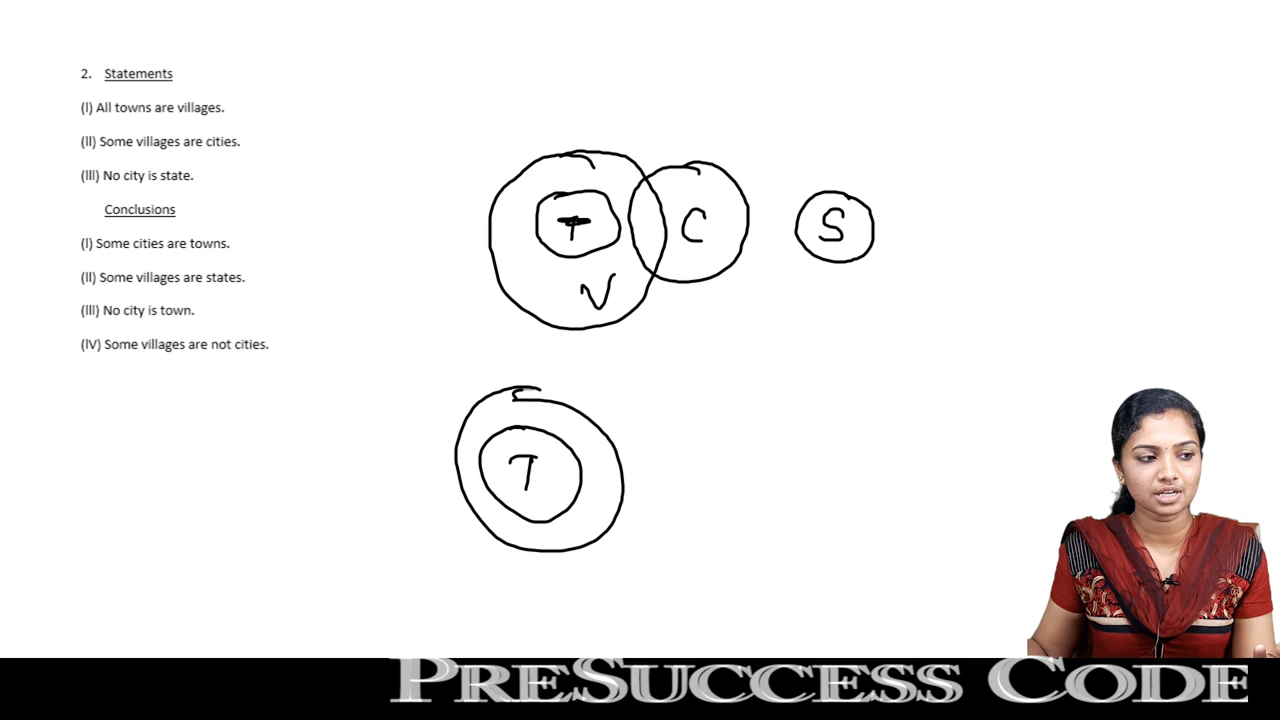 2. Statements
(I) All towns are villages.
(II) Some villages are cities.
(III) No city is state.
Conclusions
(I) Some cities are towns.
(II) Some villages are states.
(III) No city is town.
(IV) Some villages are not cities.
T
C
S
V
T
PRESUCCESS CODE